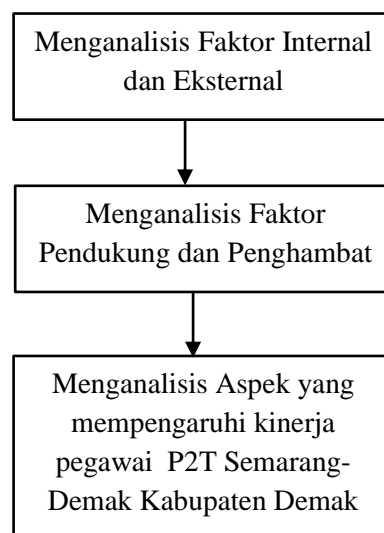 Menganalisis Faktor Internal
dan Eksternal
Menganalisis Faktor
Pendukung dan Penghambat
Menganalisis Aspek yang
mempengaruhi kinerja
pegawai P2T Semarang-
Demak Kabupaten Demak